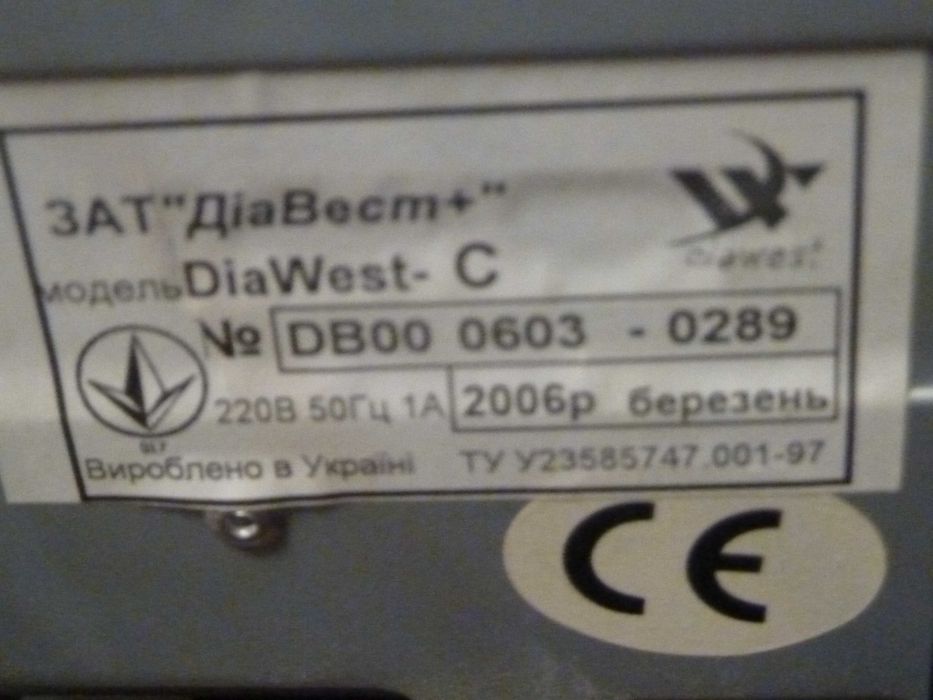 ЗАТ"ДіаВест+"
diawest
модель DiaWest- C
№ DB00 0603 - 0289
220В 50Гц 1А 2006р березень
Вироблено в Україні ТУ У23585747.001-97
CE